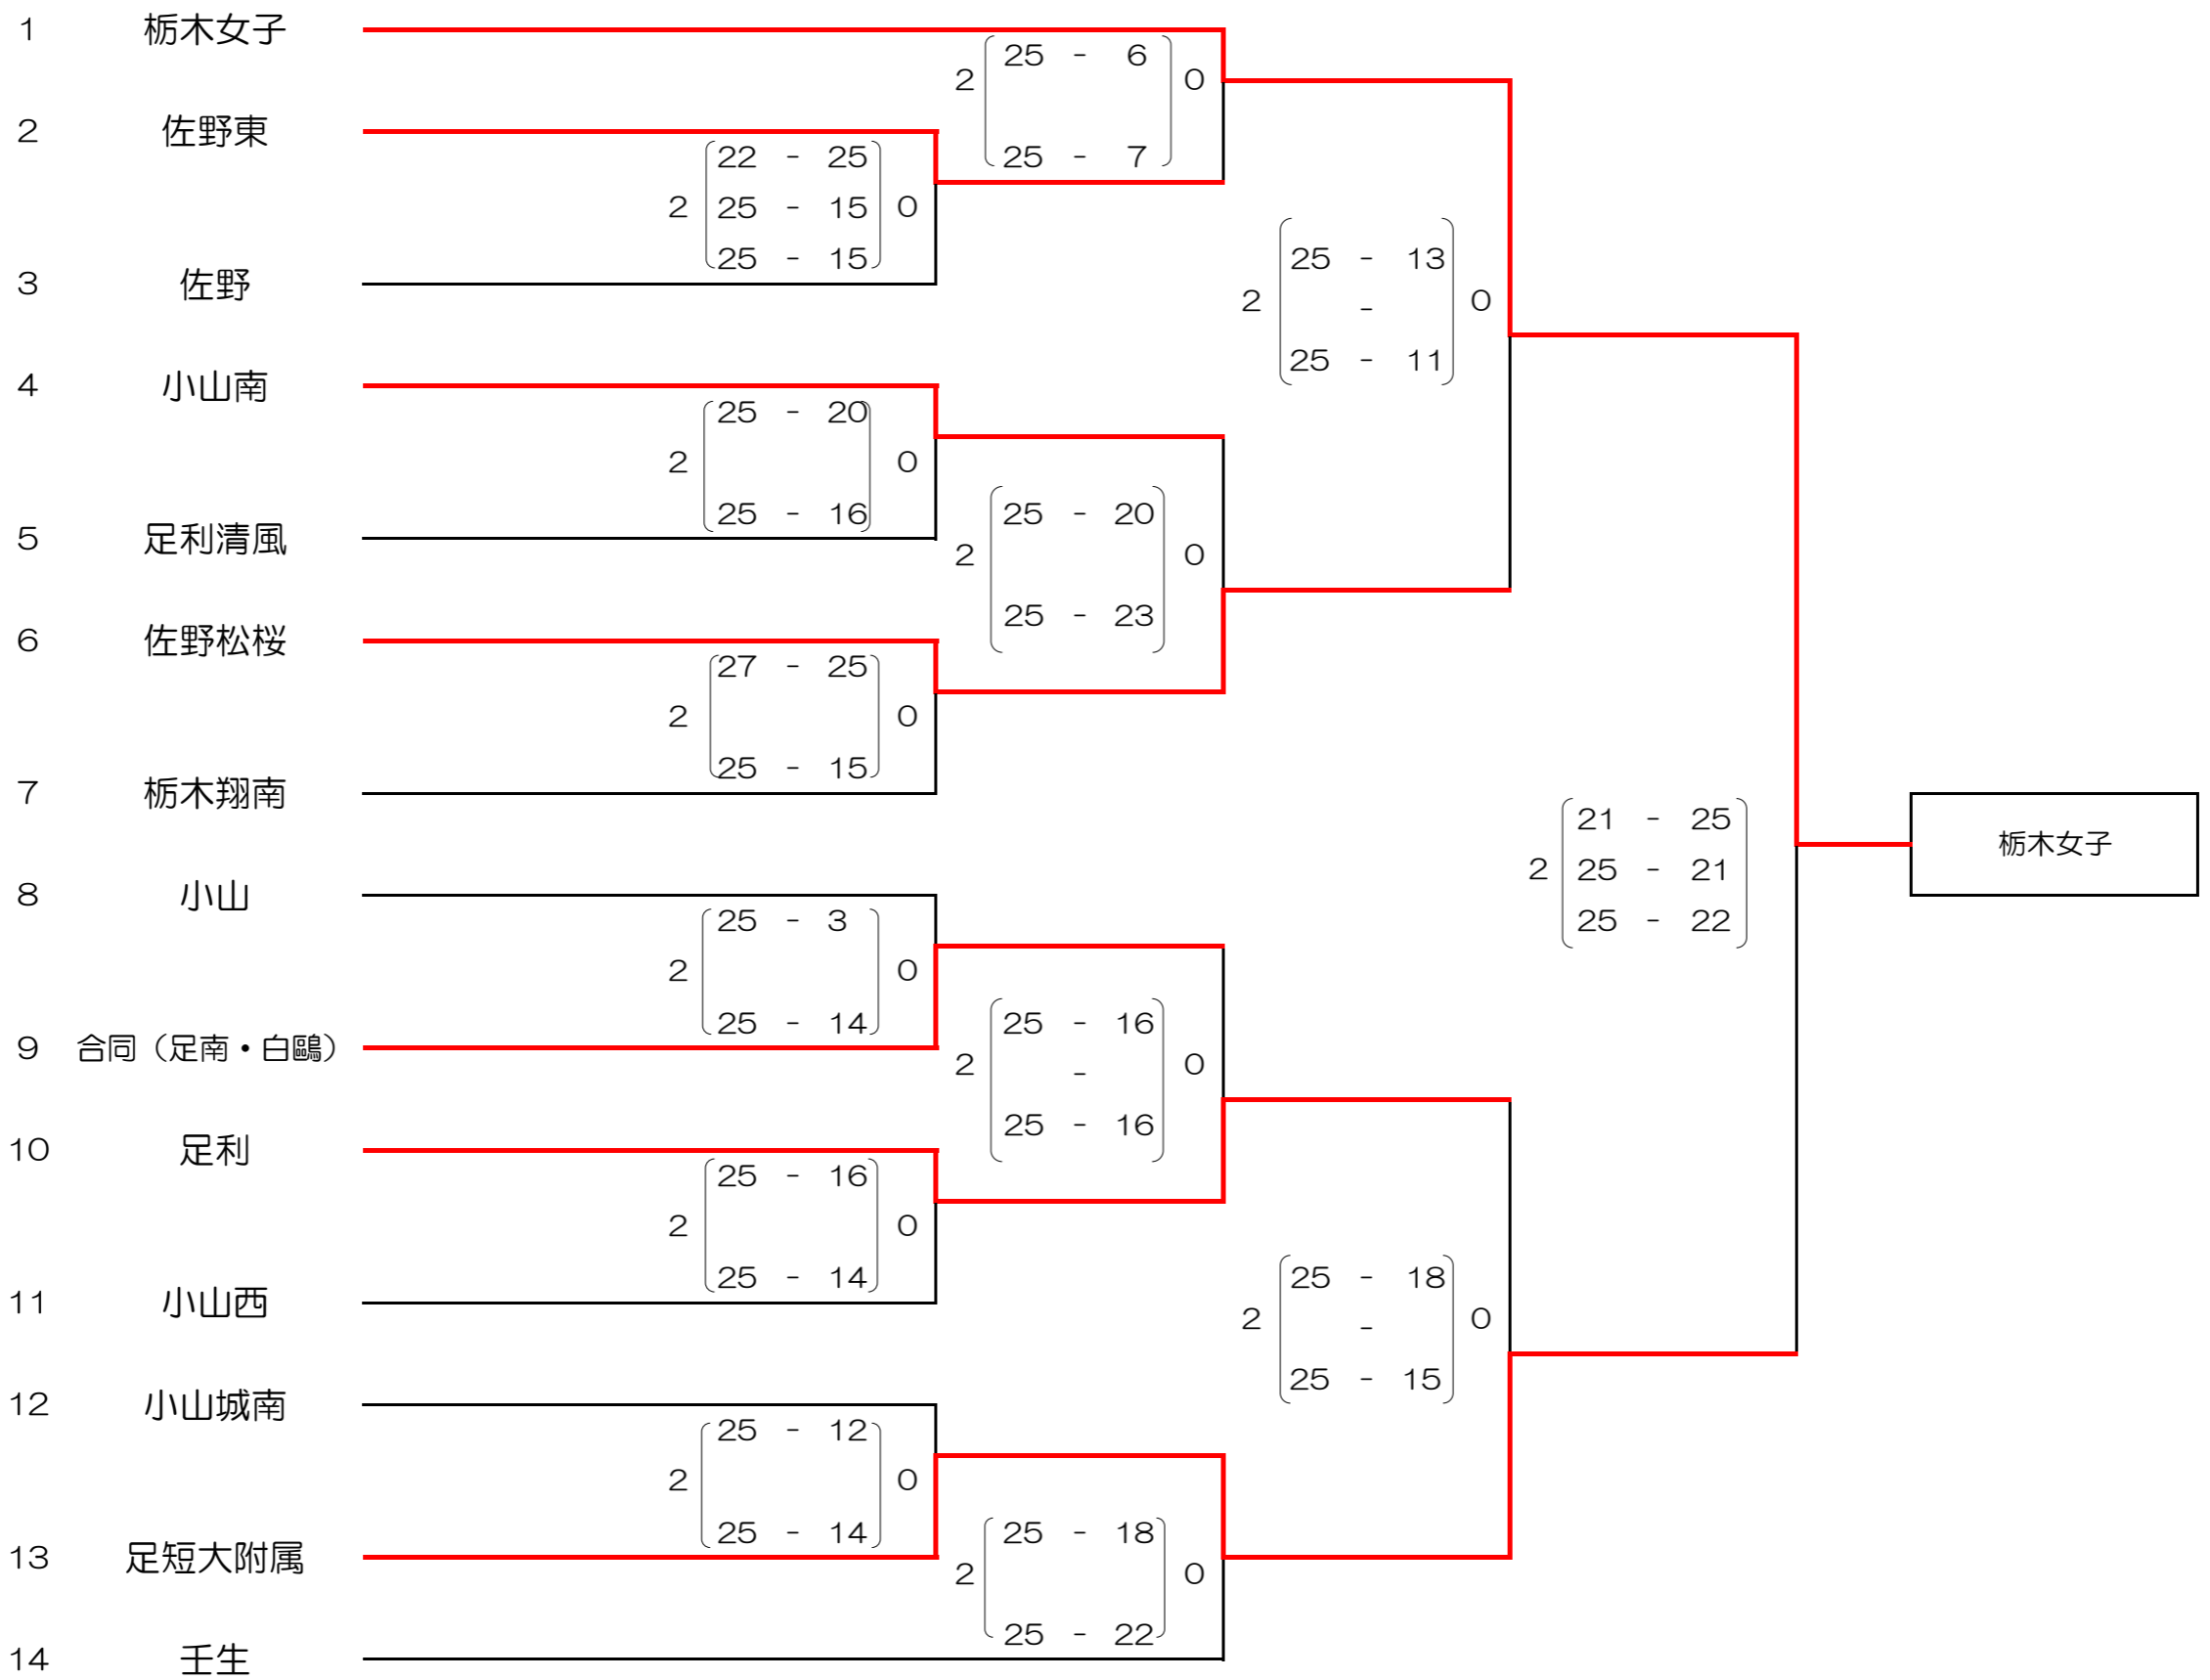 1 栃木女子
25 - 6
2 0
25 - 7
2 佐野東
22 - 25
2 25 - 15 0
25 - 15
3 佐野
25 - 13
2 - 0
25 - 11
4 小山南
25 - 20
2 0
25 - 16
5 足利清風
25 - 20
2 0
25 - 23
6 佐野松桜
27 - 25
2 0
25 - 15
7 栃木翔南
21 - 25
2 25 - 21
25 - 22
栃木女子
8 小山
25 - 3
2 0
25 - 14
9 合同（足南・白鷗）
25 - 16
2 - 0
25 - 16
10 足利
25 - 16
2 0
25 - 14
11 小山西
25 - 18
2 - 0
25 - 15
12 小山城南
25 - 12
2 0
25 - 14
13 足短大附属
25 - 18
2 0
25 - 22
14 壬生